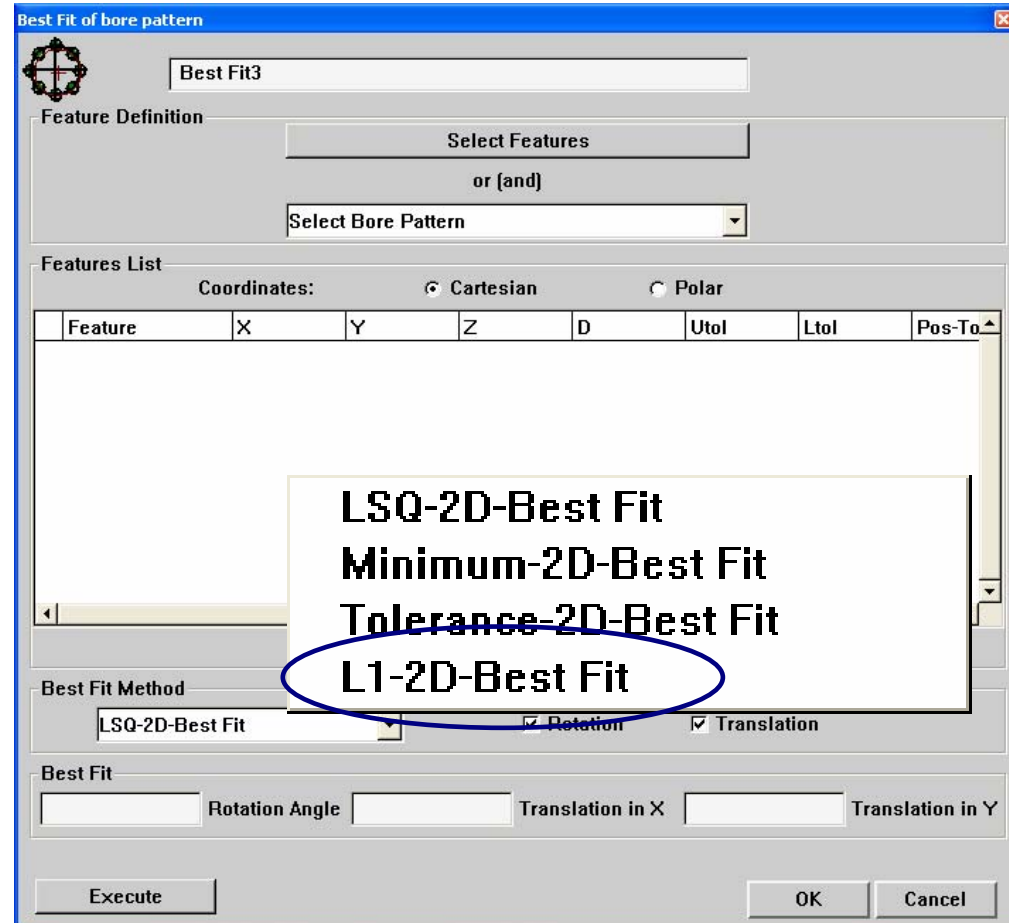 Best Fit of bore pattern
Best Fit3
Feature Definition
Select Features
or (and)
Select Bore Pattern
Features List
Coordinates: Cartesian Polar
Feature X Y Z D Utol Ltol Pos-To
LSQ-2D-Best Fit
Minimum-2D-Best Fit
Tolerance-2D-Best Fit
L1-2D-Best Fit
Best Fit Method
LSQ-2D-Best Fit Rotation Translation
Best Fit
Rotation Angle Translation in X Translation in Y
Execute OK Cancel